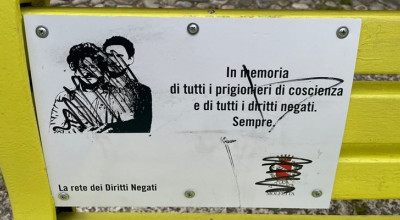 In memoria
di tutti i prigionieri di coscienza
e di tutti i diritti negati.
Sempre.
La rete dei Diritti Negati